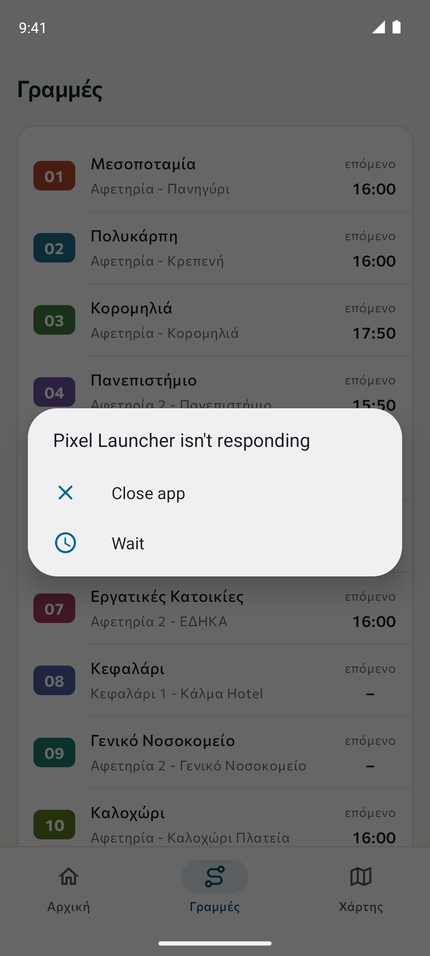 9:41
Γραμμές
01
Μεσοποταμία
επόμενο
Αφετηρία - Πανηγύρι
16:00
02
Πολυκάρπη
επόμενο
Αφετηρία - Κρεπενή
16:00
03
Κορομηλιά
επόμενο
Αφετηρία - Κορομηλιά
17:50
04
Πανεπιστήμιο
επόμενο
Αφετηρία 2 - Πανεπιστήμιο
15:50
Pixel Launcher isn't responding
Close app
Wait
07
Εργατικές Κατοικίες
επόμενο
Αφετηρία 2 - ΕΔΗΚΑ
16:00
08
Κεφαλάρι
επόμενο
Κεφαλάρι 1 - Κάλμα Hotel
–
09
Γενικό Νοσοκομείο
επόμενο
Αφετηρία 2 - Γενικό Νοσοκομείο
–
10
Καλοχώρι
επόμενο
Αφετηρία - Καλοχώρι Πλατεία
16:00
Αρχική
Γραμμές
Χάρτης